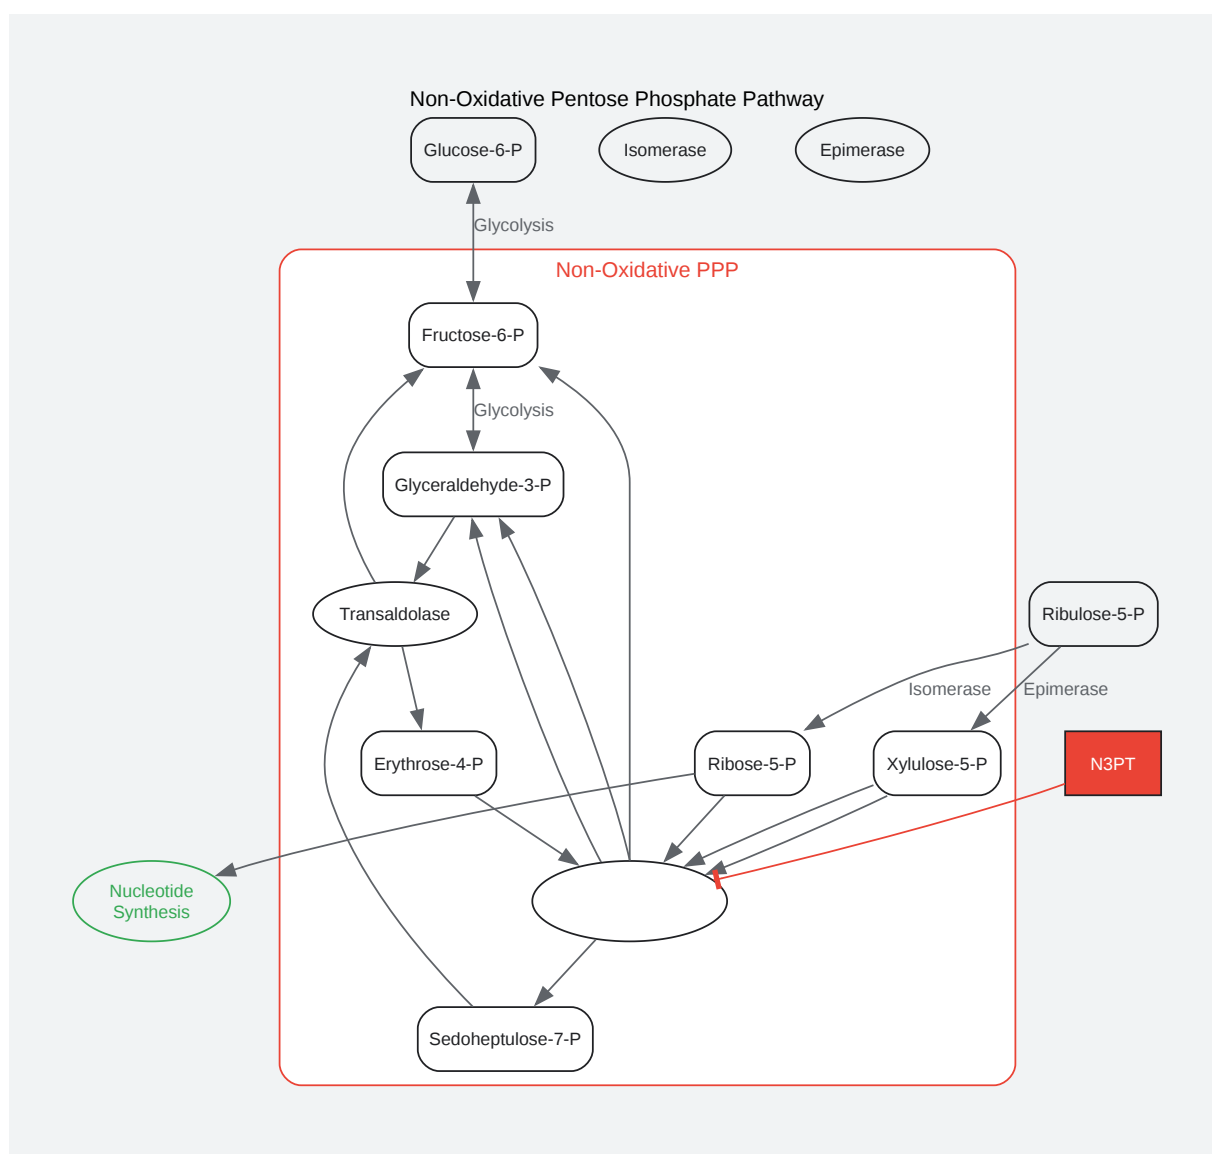 Non-Oxidative Pentose Phosphate Pathway
Glucose-6-P
Isomerase
Epimerase
Glycolysis
Non-Oxidative PPP
Fructose-6-P
Glycolysis
Glyceraldehyde-3-P
Transaldolase
Ribulose-5-P
Isomerase
Epimerase
Erythrose-4-P
Ribose-5-P
Xylulose-5-P
N3PT
Nucleotide
Synthesis
Sedoheptulose-7-P